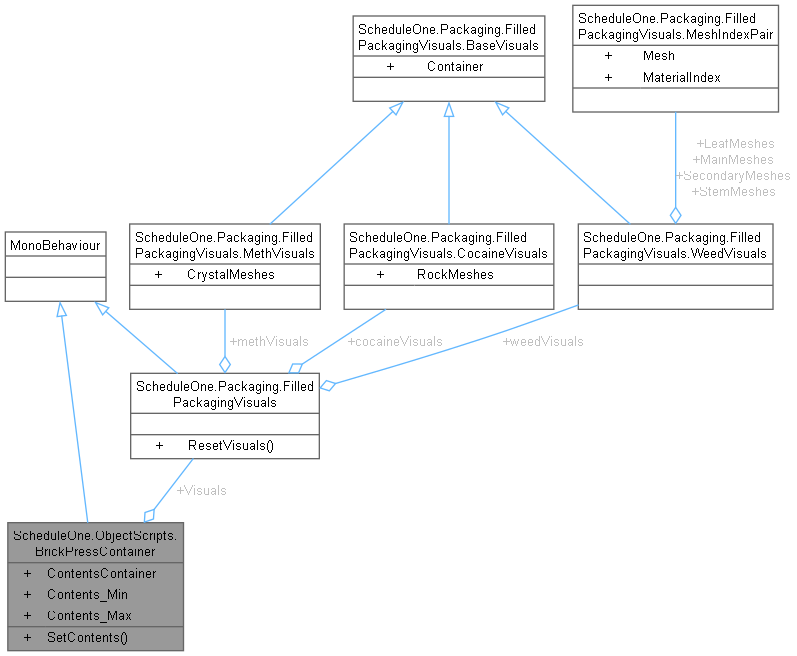 ScheduleOne.Packaging.Filled
PackagingVisuals.BaseVisuals
+ Container
ScheduleOne.Packaging.Filled
PackagingVisuals.MeshIndexPair
+ Mesh
+ MaterialIndex
+LeafMeshes
+MainMeshes
+SecondaryMeshes
+StemMeshes
MonoBehaviour
ScheduleOne.Packaging.Filled
PackagingVisuals.MethVisuals
+ CrystalMeshes
ScheduleOne.Packaging.Filled
PackagingVisuals.CocaineVisuals
+ RockMeshes
ScheduleOne.Packaging.Filled
PackagingVisuals.WeedVisuals
+methVisuals
+cocaineVisuals
+weedVisuals
ScheduleOne.Packaging.Filled
PackagingVisuals
+ ResetVisuals()
+Visuals
ScheduleOne.ObjectScripts.
BrickPressContainer
+ ContentsContainer
+ Contents_Min
+ Contents_Max
+ SetContents()